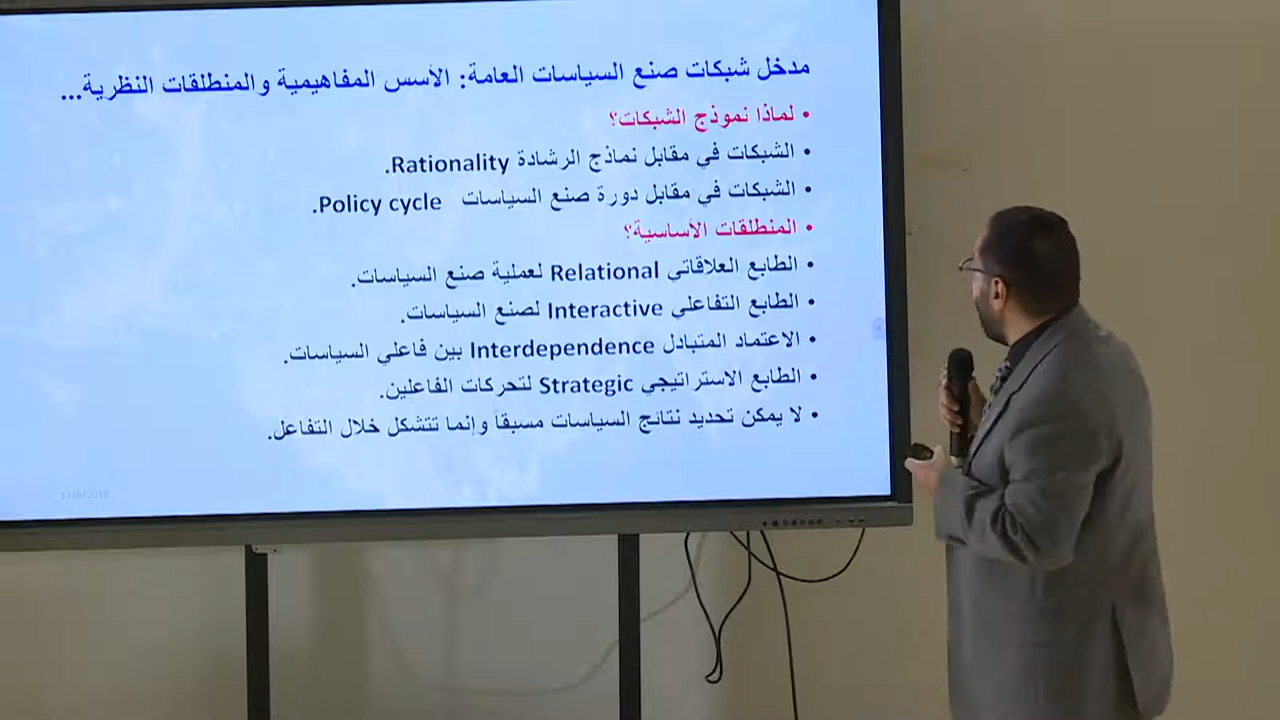 مدخل شبكات صنع السياسات العامة: الأسس المفاهيمية والمنطلقات النظرية...
• لماذا نموذج الشبكات؟
• الشبكات في مقابل نماذج الرشادة Rationality.
• الشبكات في مقابل دورة صنع السياسات Policy cycle.
• المنطلقات الأساسية؟
• الطابع العلاقاتي Relational لعملية صنع السياسات.
• الطابع التفاعلي Interactive لصنع السياسات.
• الاعتماد المتبادل Interdependence بين فاعلي السياسات.
• الطابع الاستراتيجي Strategic لتحركات الفاعلين.
• لا يمكن تحديد نتائج السياسات مسبقا وإنما تتشكل خلال التفاعل.